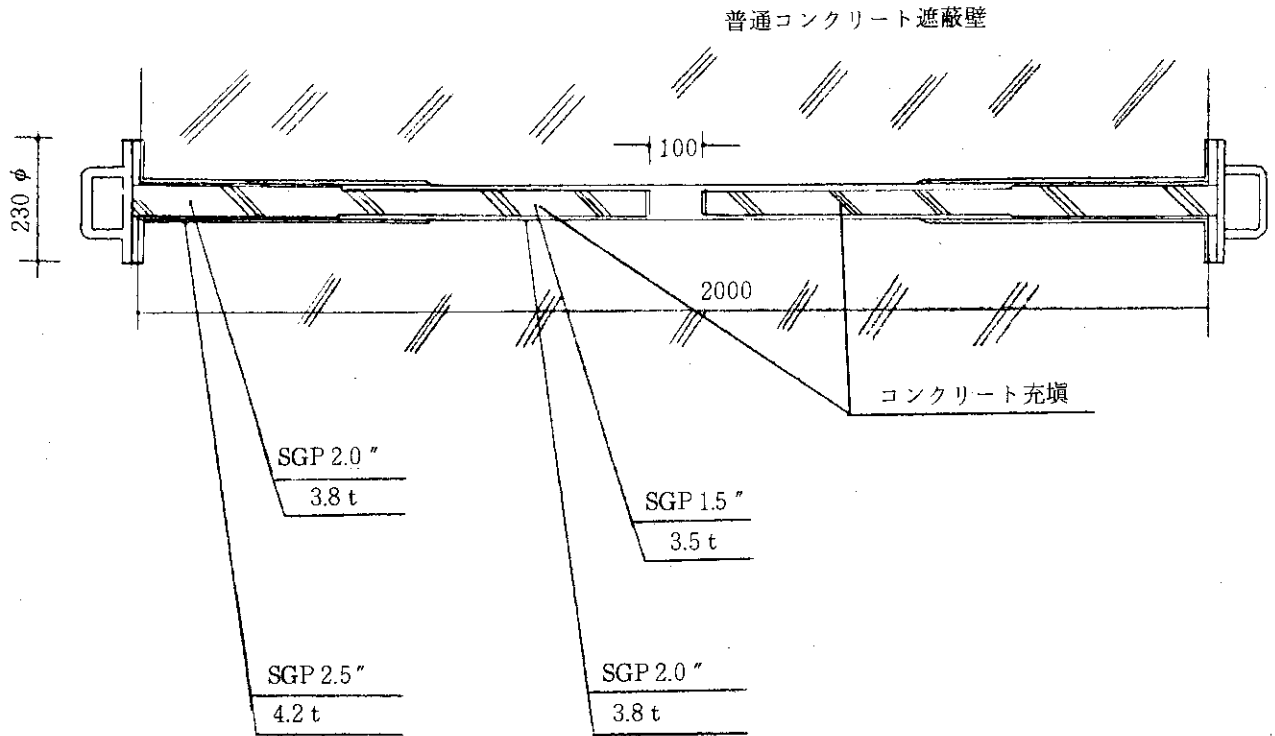 普通コンクリート遮蔽壁
100
230 φ
2000
コンクリート充塡
SGP 2.0 ″
3.8 t
SGP 1.5 ″
3.5 t
SGP 2.5 ″
4.2 t
SGP 2.0 ″
3.8 t